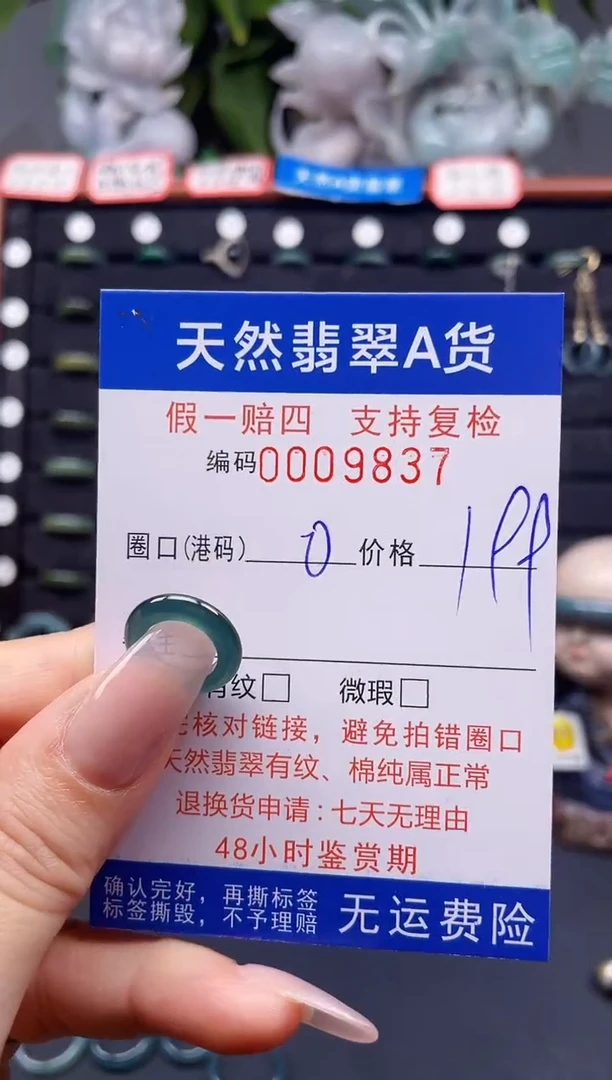 天然翡翠A货
假一赔四 支持复检
编码0009837
圈口(港码) 0 价格 199
有纹□ 微瑕□
核对链接，避免拍错圈口
天然翡翠有纹、棉纯属正常
退换货申请:七天无理由
48小时鉴赏期
确认完好，再撕标签
标签撕毁，不予理赔
无运费险